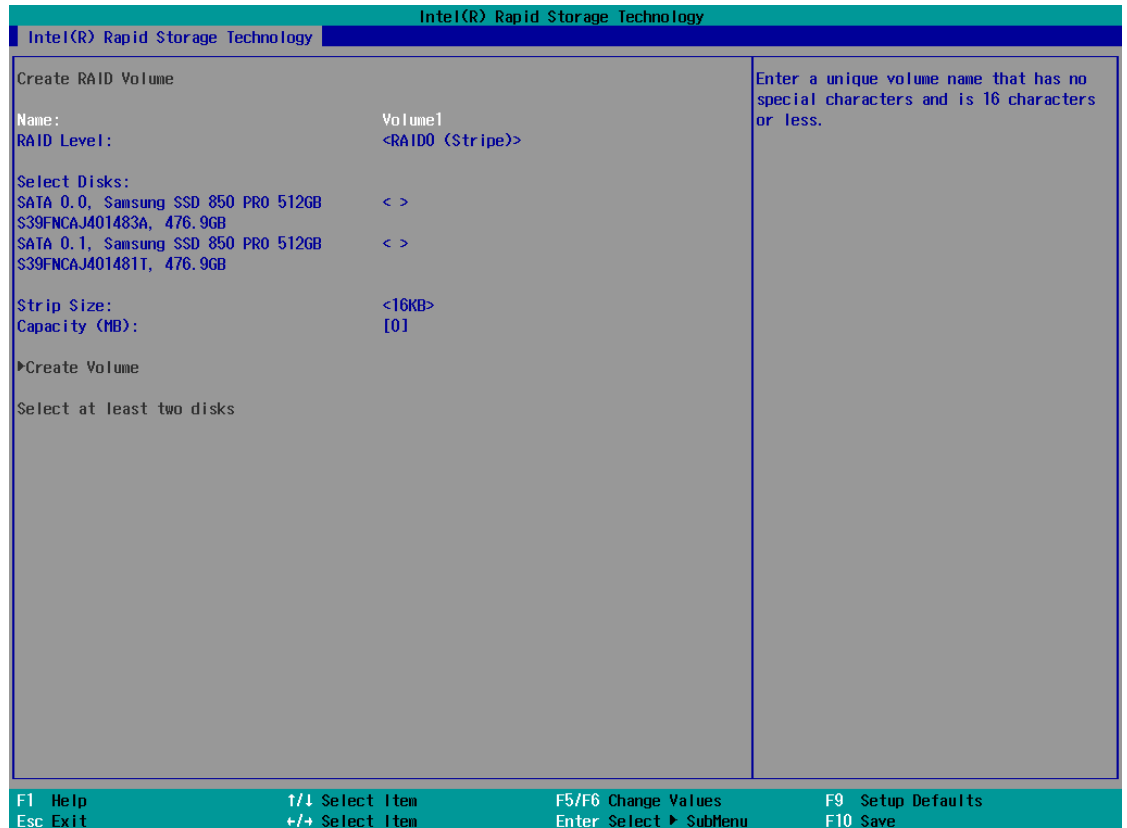 Intel(R) Rapid Storage Technology
Intel(R) Rapid Storage Technology
Create RAID Volume
Name: Volume1
RAID Level: <RAID0 (Stripe)>
Select Disks:
SATA 0.0, Samsung SSD 850 PRO 512GB < >
S39FNCAJ401483A, 476.9GB
SATA 0.1, Samsung SSD 850 PRO 512GB < >
S39FNCAJ401481T, 476.9GB
Strip Size: <16KB>
Capacity (MB): [0]
▶Create Volume
Select at least two disks
Enter a unique volume name that has no
special characters and is 16 characters
or less.
F1 Help ↑/↓ Select Item F5/F6 Change Values F9 Setup Defaults
Esc Exit ←/→ Select Item Enter Select ▶ SubMenu F10 Save